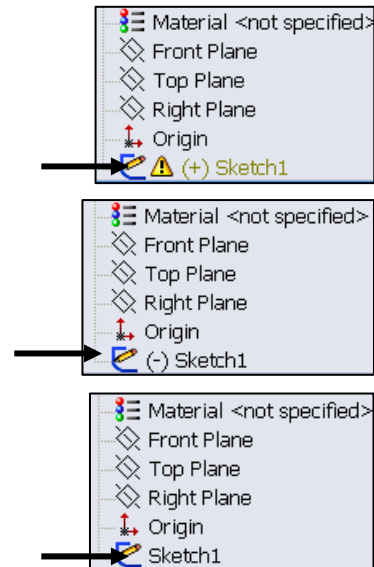 Material <not specified>
Front Plane
Top Plane
Right Plane
Origin
(+) Sketch1
Material <not specified>
Front Plane
Top Plane
Right Plane
Origin
(-) Sketch1
Material <not specified>
Front Plane
Top Plane
Right Plane
Origin
Sketch1